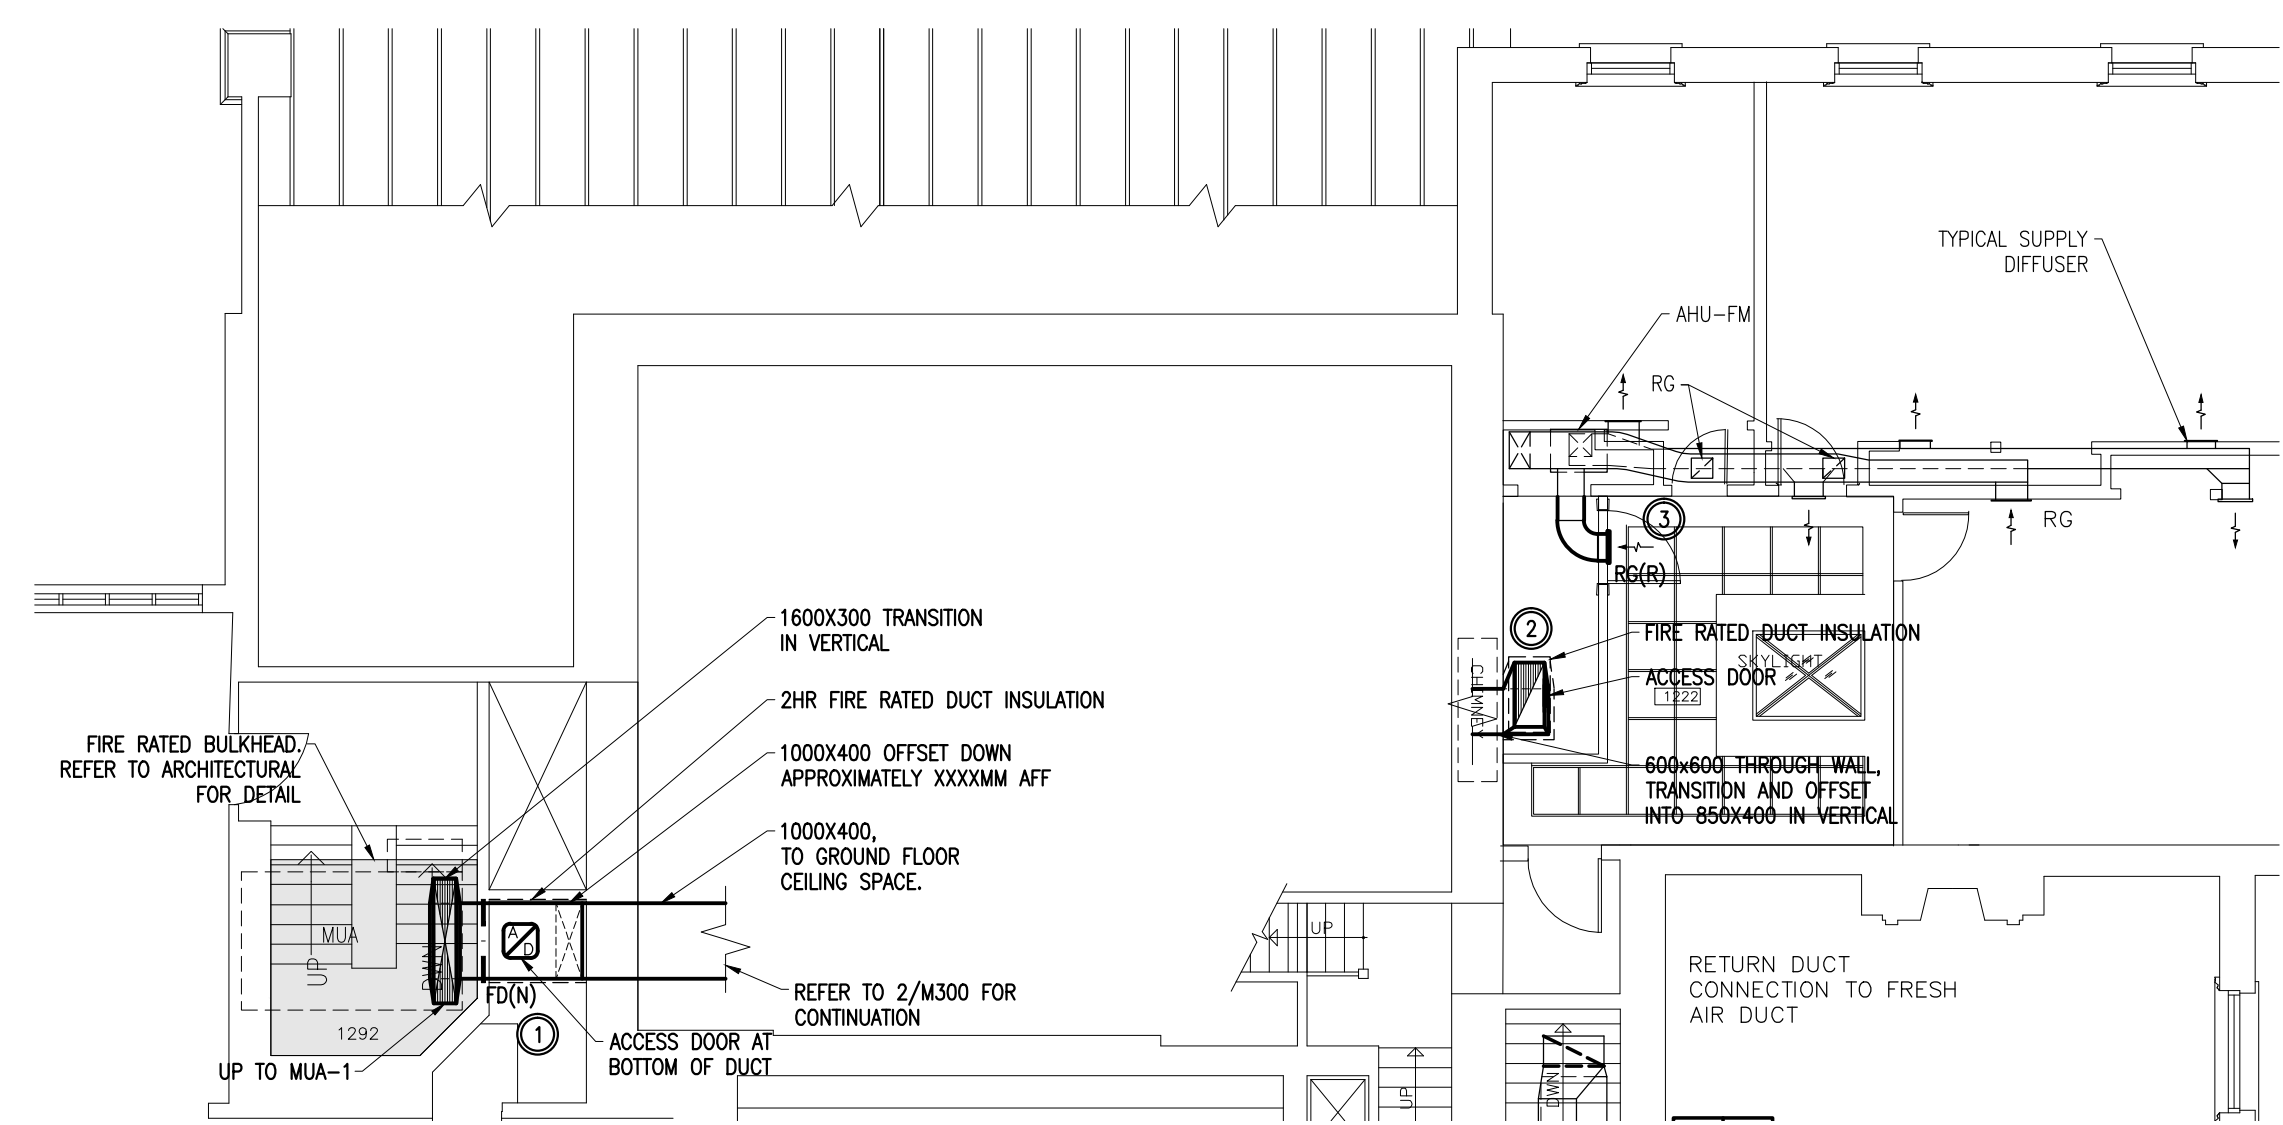 TYPICAL SUPPLY
DIFFUSER
AHU-FM
RG
3
RG
RG(R)
1600X300 TRANSITION
IN VERTICAL
2
FIRE RATED DUCT INSULATION
SKYLIGHT
ACCESS DOOR
1222
CHIMNEY
2HR FIRE RATED DUCT INSULATION
FIRE RATED BULKHEAD.
REFER TO ARCHITECTURAL
FOR DETAIL
1000X400 OFFSET DOWN
APPROXIMATELY XXXXMM AFF
600x600 THROUGH WALL,
TRANSITION AND OFFSET
INTO 850X400 IN VERTICAL
1000X400,
TO GROUND FLOOR
CEILING SPACE.
MUA
UP
DWN
A
D
UP
FD(N)
REFER TO 2/M300 FOR
CONTINUATION
RETURN DUCT
CONNECTION TO FRESH
AIR DUCT
1292
1
ACCESS DOOR AT
BOTTOM OF DUCT
UP TO MUA-1
UP
DWN